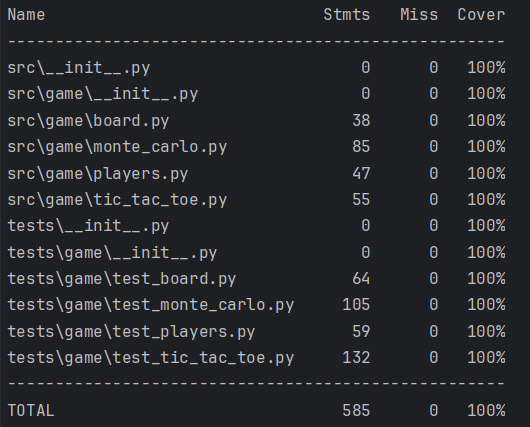 Name                             Stmts   Miss  Cover
----------------------------------------------------
src\__init__.py                      0      0   100%
src\game\__init__.py                 0      0   100%
src\game\board.py                   38      0   100%
src\game\monte_carlo.py             85      0   100%
src\game\players.py                 47      0   100%
src\game\tic_tac_toe.py             55      0   100%
tests\__init__.py                    0      0   100%
tests\game\__init__.py               0      0   100%
tests\game\test_board.py            64      0   100%
tests\game\test_monte_carlo.py     105      0   100%
tests\game\test_players.py          59      0   100%
tests\game\test_tic_tac_toe.py     132      0   100%
----------------------------------------------------
TOTAL                              585      0   100%